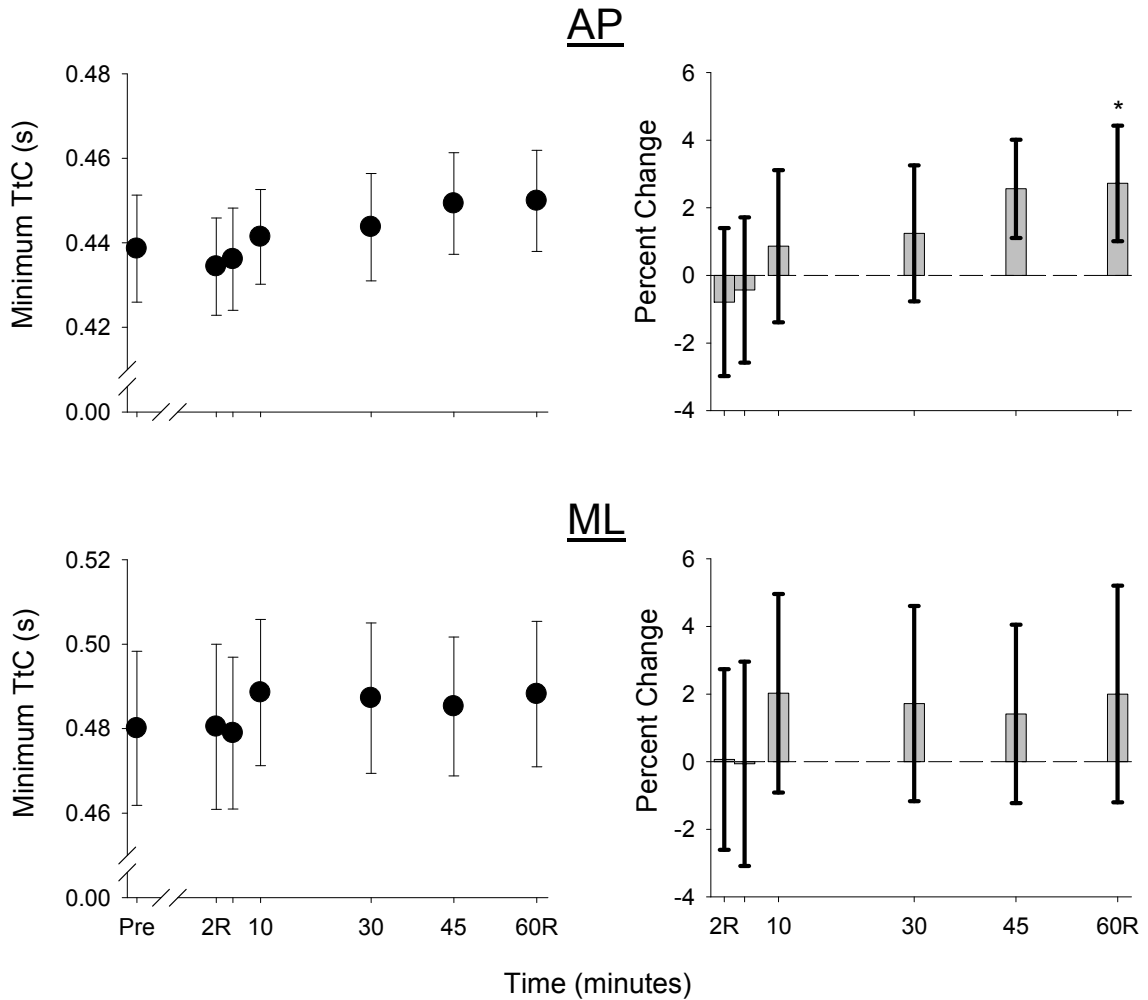 AP
Minimum TtC (s)
0.48
0.46
0.44
0.42
0.00
Percent Change
6
4
2
0
-2
-4
*
ML
Minimum TtC (s)
0.52
0.50
0.48
0.46
0.00
Pre 2R 10 30 45 60R
Percent Change
6
4
2
0
-2
-4
2R 10 30 45 60R
Time (minutes)